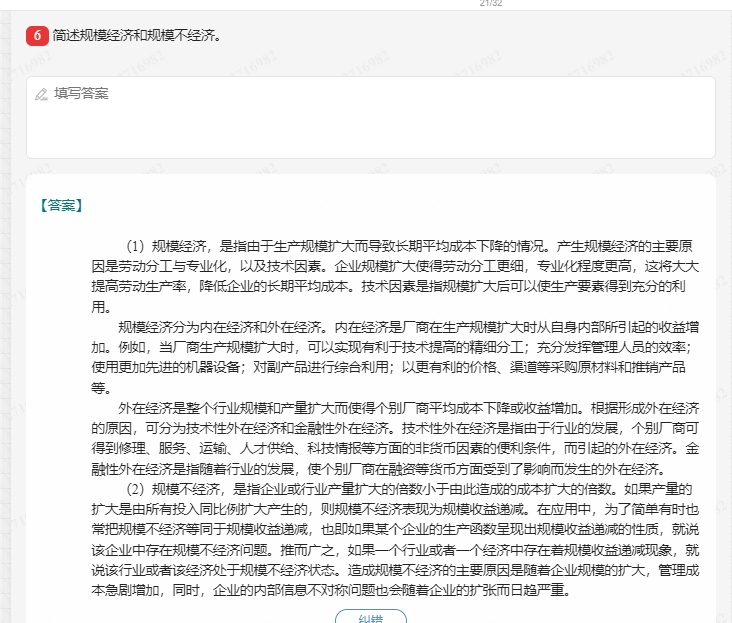 21/32
6 简述规模经济和规模不经济。
填写答案
【答案】
（1）规模经济，是指由于生产规模扩大而导致长期平均成本下降的情况。产生规模经济的主要原
因是劳动分工与专业化，以及技术因素。企业规模扩大使得劳动分工更细，专业化程度更高，这将大大
提高劳动生产率，降低企业的长期平均成本。技术因素是指规模扩大后可以使生产要素得到充分的利
用。
规模经济分为内在经济和外在经济。内在经济是厂商在生产规模扩大时从自身内部所引起的收益增
加。例如，当厂商生产规模扩大时，可以实现有利于技术提高的精细分工；充分发挥管理人员的效率；
使用更加先进的机器设备；对副产品进行综合利用；以更有利的价格、渠道等采购原材料和推销产品
等。
外在经济是整个行业规模和产量扩大而使得个别厂商平均成本下降或收益增加。根据形成外在经济
的原因，可分为技术性外在经济和金融性外在经济。技术性外在经济是指由于行业的发展，个别厂商可
得到修理、服务、运输、人才供给、科技情报等方面的非货币因素的便利条件，而引起的外在经济。金
融性外在经济是指随着行业的发展，使个别厂商在融资等货币方面受到了影响而发生的外在经济。
（2）规模不经济，是指企业或行业产量扩大的倍数小于由此造成的成本扩大的倍数。如果产量的
扩大是由所有投入同比例扩大产生的，则规模不经济表现为规模收益递减。在应用中，为了简单有时也
常把规模不经济等同于规模收益递减，也即如果某个企业的生产函数呈现出规模收益递减的性质，就说
该企业中存在规模不经济问题。推而广之，如果一个行业或者一个经济中存在着规模收益递减现象，就
说该行业或者该经济处于规模不经济状态。造成规模不经济的主要原因是随着企业规模的扩大，管理成
本急剧增加，同时，企业的内部信息不对称问题也会随着企业的扩张而日趋严重。
纠错